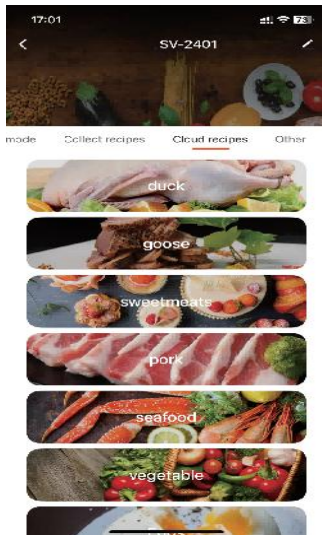 17:01
73
SV-2401
mode Collect recipes Cloud recipes Other
duck
goose
sweetmeats
pork
seafood
vegetable